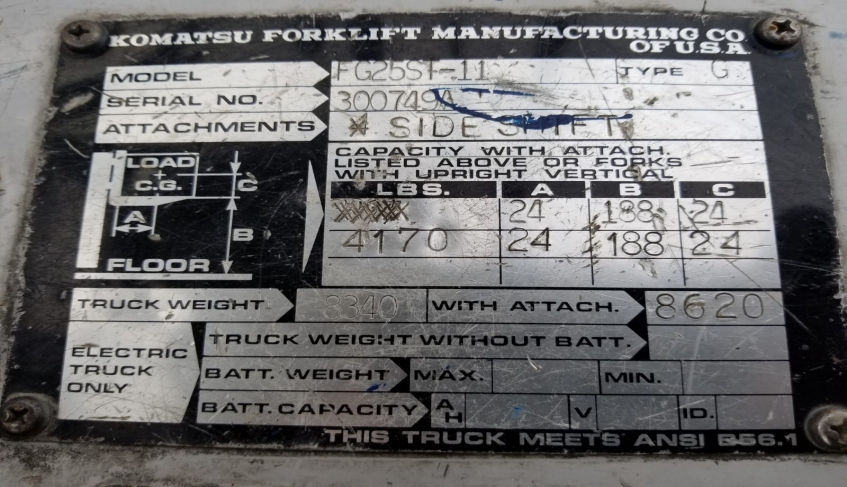 KOMATSU FORKLIFT MANUFACTURING CO
OF U.S.A
MODEL FG25ST-11 TYPE G
SERIAL NO. 300749A
ATTACHMENTS SIDE SHIFT
CAPACITY WITH ATTACH.
LISTED ABOVE OR FORKS
WITH UPRIGHT VERTICAL
LBS. A B C
24 188 24
4170 24 188 24
LOAD
C.G. C
A
B
FLOOR
TRUCK WEIGHT 8340 WITH ATTACH. 8620
ELECTRIC
TRUCK
ONLY
TRUCK WEIGHT WITHOUT BATT.
BATT. WEIGHT MAX. MIN.
BATT. CAPACITY AH V ID.
THIS TRUCK MEETS ANSI B56.1